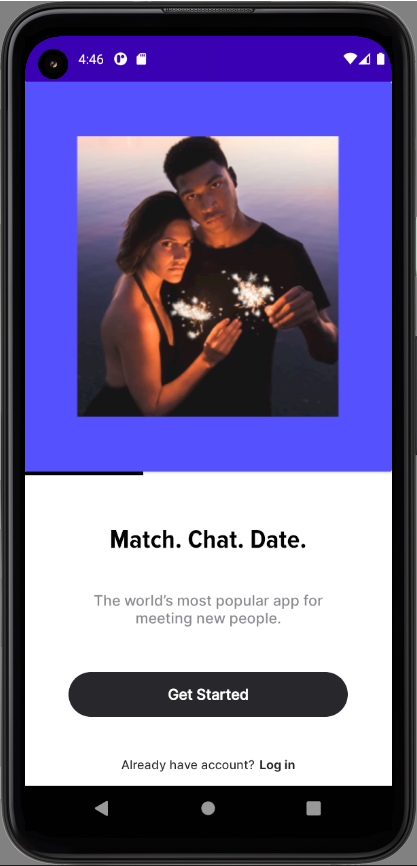 4:46
Match. Chat. Date.
The world's most popular app for
meeting new people.
Get Started
Already have account? Log in